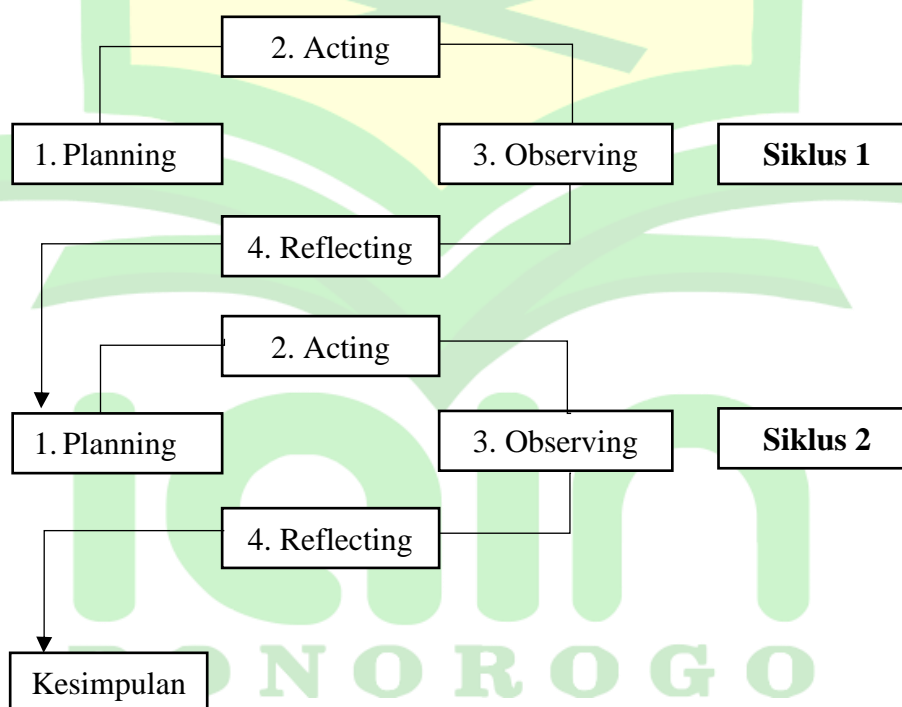 2. Acting
1. Planning
3. Observing
Siklus 1
4. Reflecting
2. Acting
1. Planning
3. Observing
Siklus 2
4. Reflecting
iain
PONOROGO
Kesimpulan